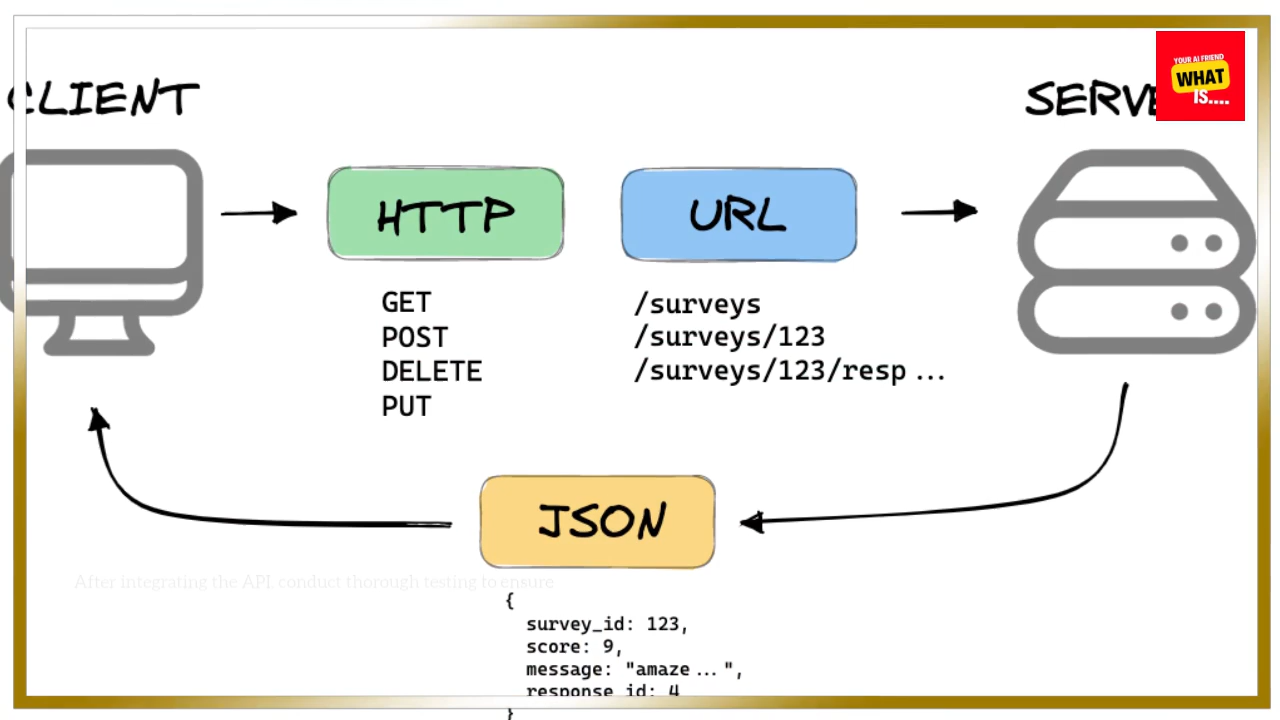 CLIENT
SERVE
YOUR AI FRIEND
WHAT
IS....
HTTP
URL
GET
POST
DELETE
PUT
/surveys
/surveys/123
/surveys/123/resp ...
JSON
After integrating the API, conduct thorough testing to ensure
{
survey_id: 123,
score: 9,
message: "amaze ... ",
response_id: 4
}